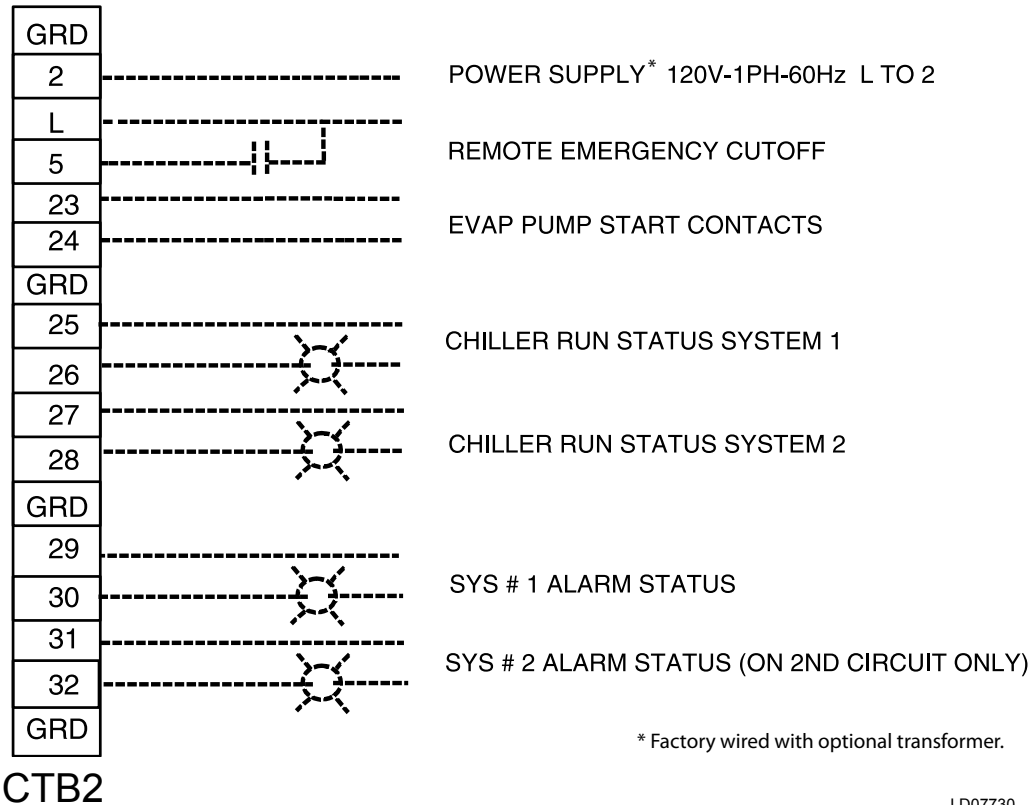 GRD
2
POWER SUPPLY* 120V-1PH-60Hz L TO 2
L
5
REMOTE EMERGENCY CUTOFF
23
24
EVAP PUMP START CONTACTS
GRD
25
26
CHILLER RUN STATUS SYSTEM 1
27
28
CHILLER RUN STATUS SYSTEM 2
GRD
29
30
SYS # 1 ALARM STATUS
31
32
SYS # 2 ALARM STATUS (ON 2ND CIRCUIT ONLY)
GRD
* Factory wired with optional transformer.
CTB2
LD07730